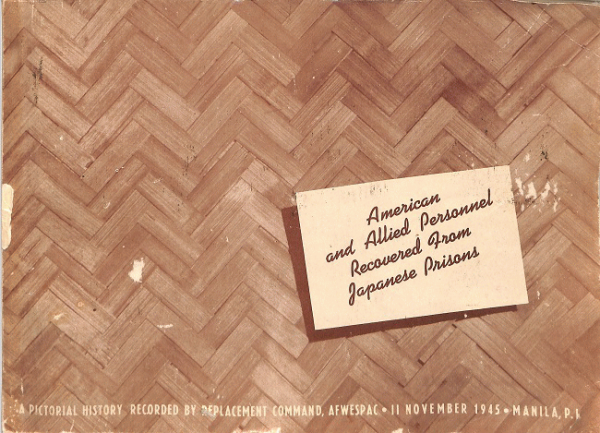 American
and Allied Personnel
Recovered From
Japanese Prisons
A PICTORIAL HISTORY, RECORDED BY REPLACEMENT COMMAND, AFWESPAC • 11 NOVEMBER 1945 • MANILA, P.I.